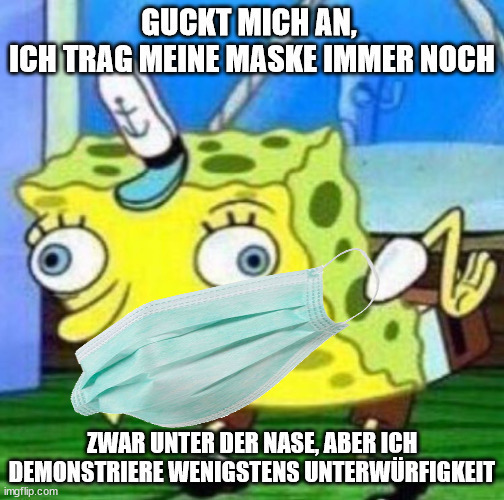 GUCKT MICH AN,
ICH TRAG MEINE MASKE IMMER NOCH
ZWAR UNTER DER NASE, ABER ICH
DEMONSTRIERE WENIGSTENS UNTERWÜRFIGKEIT
imgflip.com